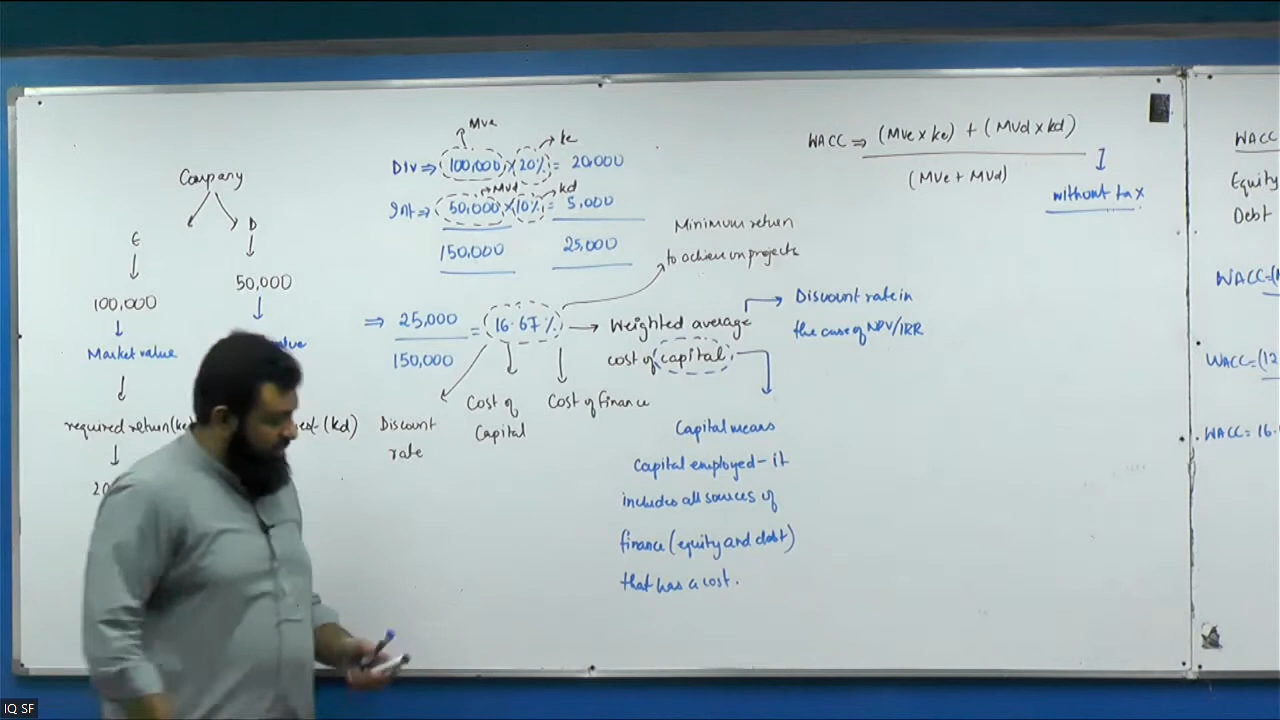 Company
E
D
100,000
50,000
Market value
required return (ke
(kd)
20
Mve
ke
Div ⇒ 100,000 × 20% = 20,000
Mvd
kd
Int ⇒ 50,000 × 10% = 5,000
150,000 25,000
Minimum return
to achieve on projects
⇒ 25,000 = 16.67% → Weighted average
150,000
cost of capital
Discount rate in
the case of NPV/IRR
Discount
rate
Cost of
Capital
Cost of finance
Capital means
Capital employed - it
includes all sources of
finance (equity and debt)
that has a cost.
WACC ⇒ (MVe × ke) + (MVd × kd)
(MVe + MVd)
without tax
WACC
Equity
Debt
WACC=(
WACC=(12
WACC= 16.
IQ SF